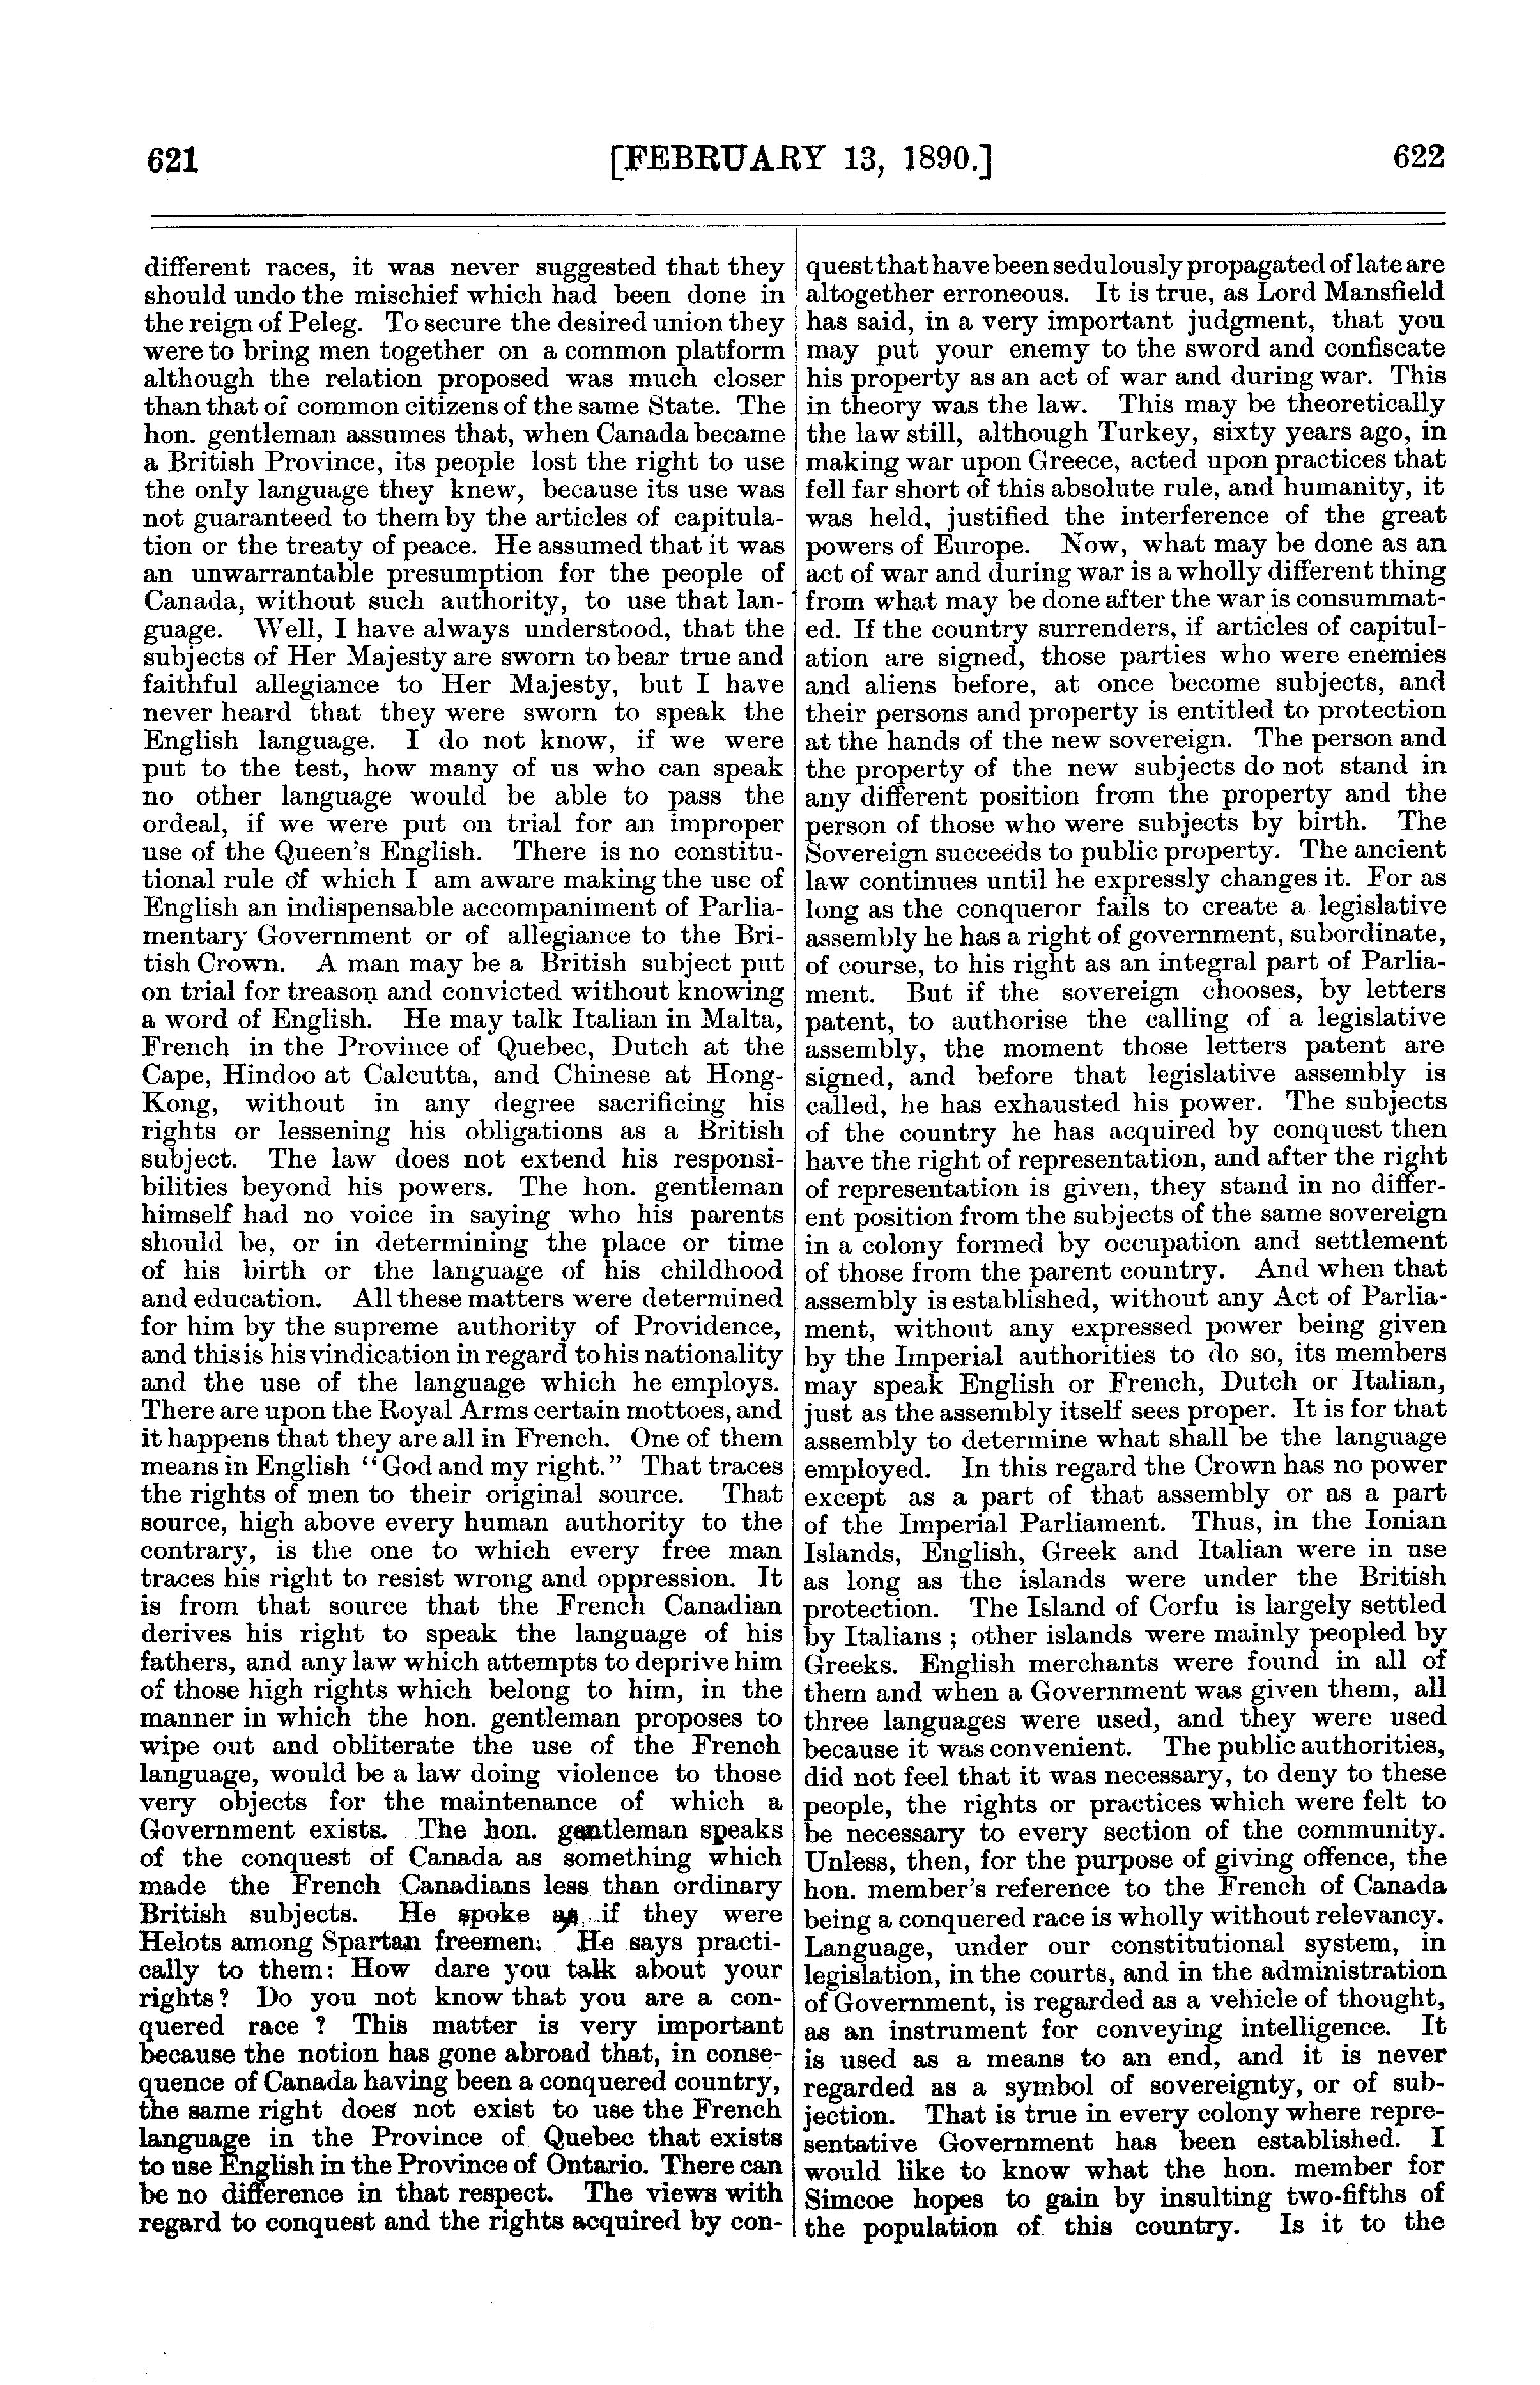 621
[FEBRUARY 13, 1890.]
622
different races, it was never suggested that they
should undo the mischief which had been done in
the reign of Peleg. To secure the desired union they
were to bring men together on a common platform
although the relation proposed was much closer
than that of common citizens of the same State. The
hon. gentleman assumes that, when Canada became
a British Province, its people lost the right to use
the only language they knew, because its use was
not guaranteed to them by the articles of capitula-
tion or the treaty of peace. He assumed that it was
an unwarrantable presumption for the people of
Canada, without such authority, to use that lan-
guage. Well, I have always understood, that the
subjects of Her Majesty are sworn to bear true and
faithful allegiance to Her Majesty, but I have
never heard that they were sworn to speak the
English language. I do not know, if we were
put to the test, how many of us who can speak
no other language would be able to pass the
ordeal, if we were put on trial for an improper
use of the Queen's English. There is no constitu-
tional rule of which I am aware making the use of
English an indispensable accompaniment of Parlia-
mentary Government or of allegiance to the Bri-
tish Crown. A man may be a British subject put
on trial for treason and convicted without knowing
a word of English. He may talk Italian in Malta,
French in the Province of Quebec, Dutch at the
Cape, Hindoo at Calcutta, and Chinese at Hong-
Kong, without in any degree sacrificing his
rights or lessening his obligations as a British
subject. The law does not extend his responsi-
bilities beyond his powers. The hon. gentleman
himself had no voice in saying who his parents
should be, or in determining the place or time
of his birth or the language of his childhood
and education. All these matters were determined
for him by the supreme authority of Providence,
and this is his vindication in regard to his nationality
and the use of the language which he employs.
There are upon the Royal Arms certain mottoes, and
it happens that they are all in French. One of them
means in English "God and my right." That traces
the rights of men to their original source. That
source, high above every human authority to the
contrary, is the one to which every free man
traces his right to resist wrong and oppression. It
is from that source that the French Canadian
derives his right to speak the language of his
fathers, and any law which attempts to deprive him
of those high rights which belong to him, in the
manner in which the hon. gentleman proposes to
wipe out and obliterate the use of the French
language, would be a law doing violence to those
very objects for the maintenance of which a
Government exists. The hon. gentleman speaks
of the conquest of Canada as something which
made the French Canadians less than ordinary
British subjects. He spoke as if they were
Helots among Spartan freemen. He says practi-
cally to them: How dare you talk about your
rights? Do you not know that you are a con-
quered race ? This matter is very important
because the notion has gone abroad that, in conse-
quence of Canada having been a conquered country,
the same right does not exist to use the French
language in the Province of Quebec that exists
to use English in the Province of Ontario. There can
be no difference in that respect. The views with
regard to conquest and the rights acquired by con-
quest that have been sedulously propagated of late are
altogether erroneous. It is true, as Lord Mansfield
has said, in a very important judgment, that you
may put your enemy to the sword and confiscate
his property as an act of war and during war. This
in theory was the law. This may be theoretically
the law still, although Turkey, sixty years ago, in
making war upon Greece, acted upon practices that
fell far short of this absolute rule, and humanity, it
was held, justified the interference of the great
powers of Europe. Now, what may be done as an
act of war and during war is a wholly different thing
from what may be done after the war is consummat-
ed. If the country surrenders, if articles of capitul-
ation are signed, those parties who were enemies
and aliens before, at once become subjects, and
their persons and property is entitled to protection
at the hands of the new sovereign. The person and
the property of the new subjects do not stand in
any different position from the property and the
person of those who were subjects by birth. The
Sovereign succeeds to public property. The ancient
law continues until he expressly changes it. For as
long as the conqueror fails to create a legislative
assembly he has a right of government, subordinate,
of course, to his right as an integral part of Parlia-
ment. But if the sovereign chooses, by letters
patent, to authorise the calling of a legislative
assembly, the moment those letters patent are
signed, and before that legislative assembly is
called, he has exhausted his power. The subjects
of the country he has acquired by conquest then
have the right of representation, and after the right
of representation is given, they stand in no differ-
ent position from the subjects of the same sovereign
in a colony formed by occupation and settlement
of those from the parent country. And when that
assembly is established, without any Act of Parlia-
ment, without any expressed power being given
by the Imperial authorities to do so, its members
may speak English or French, Dutch or Italian,
just as the assembly itself sees proper. It is for that
assembly to determine what shall be the language
employed. In this regard the Crown has no power
except as a part of that assembly or as a part
of the Imperial Parliament. Thus, in the Ionian
Islands, English, Greek and Italian were in use
as long as the islands were under the British
protection. The Island of Corfu is largely settled
by Italians ; other islands were mainly peopled by
Greeks. English merchants were found in all of
them and when a Government was given them, all
three languages were used, and they were used
because it was convenient. The public authorities,
did not feel that it was necessary, to deny to these
people, the rights or practices which were felt to
be necessary to every section of the community.
Unless, then, for the purpose of giving offence, the
hon. member's reference to the French of Canada
being a conquered race is wholly without relevancy.
Language, under our constitutional system, in
legislation, in the courts, and in the administration
of Government, is regarded as a vehicle of thought,
as an instrument for conveying intelligence. It
is used as a means to an end, and it is never
regarded as a symbol of sovereignty, or of sub-
jection. That is true in every colony where repre-
sentative Government has been established. I
would like to know what the hon. member for
Simcoe hopes to gain by insulting two-fifths of
the population of this country. Is it to the